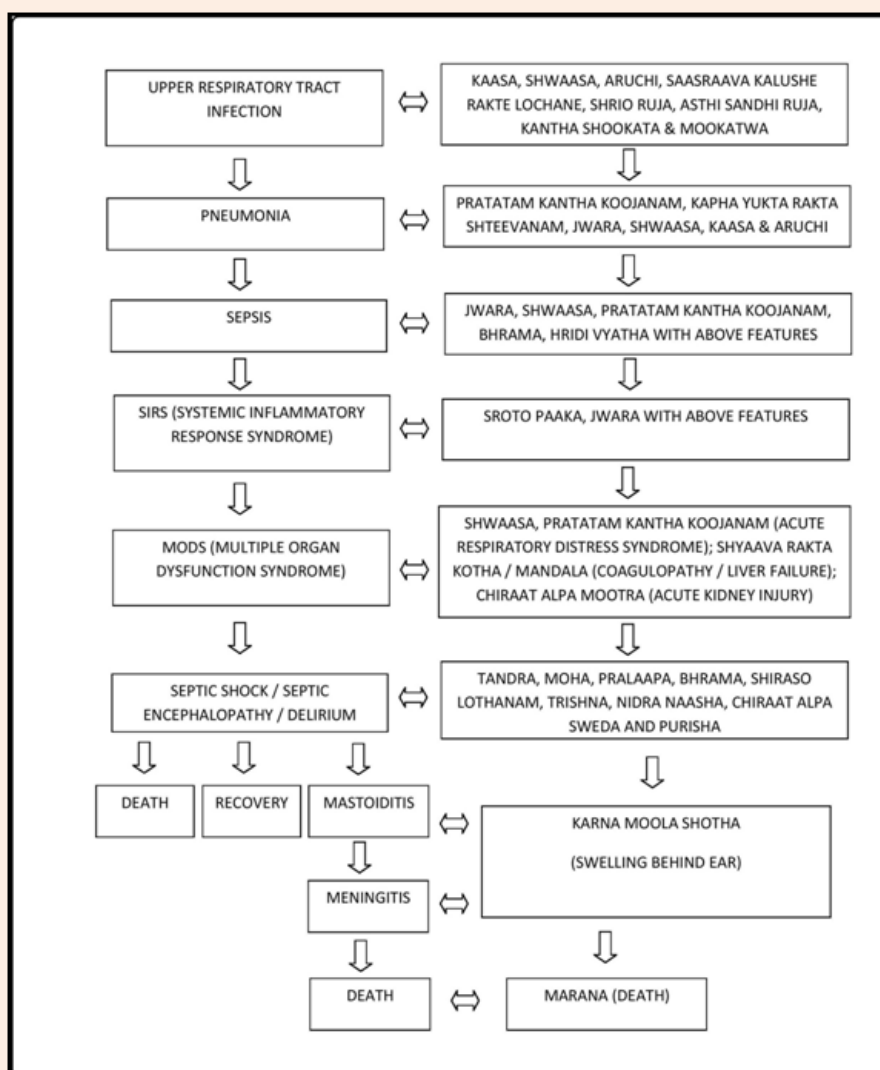 UPPER RESPIRATORY TRACT
INFECTION
KAASA, SHWAASA, ARUCHI, SAASRAAVA KALUSHE
RAKTE LOCHANE, SHRIO RUJA, ASTHI SANDHI RUJA,
KANTHA SHOOKATA & MOOKATWA
PNEUMONIA
PRATATAM KANTHA KOOJANAM, KAPHA YUKTA RAKTA
SHTEEVANAM, JWARA, SHWAASA, KAASA & ARUCHI
SEPSIS
JWARA, SHWAASA, PRATATAM KANTHA KOOJANAM,
BHRAMA, HRIDI VYATHA WITH ABOVE FEATURES
SIRS (SYSTEMIC INFLAMMATORY
RESPONSE SYNDROME)
SROTO PAAKA, JWARA WITH ABOVE FEATURES
MODS (MULTIPLE ORGAN
DYSFUNCTION SYNDROME)
SHWAASA, PRATATAM KANTHA KOOJANAM (ACUTE
RESPIRATORY DISTRESS SYNDROME); SHYAAVA RAKTA
KOTHA / MANDALA (COAGULOPATHY / LIVER FAILURE);
CHIRAAT ALPA MOOTRA (ACUTE KIDNEY INJURY)
SEPTIC SHOCK / SEPTIC
ENCEPHALOPATHY / DELIRIUM
TANDRA, MOHA, PRALAAPA, BHRAMA, SHIRASO
LOTHANAM, TRISHNA, NIDRA NAASHA, CHIRAAT ALPA
SWEDA AND PURISHA
DEATH
RECOVERY
MASTOIDITIS
KARNA MOOLA SHOTHA
(SWELLING BEHIND EAR)
MENINGITIS
DEATH
MARANA (DEATH)